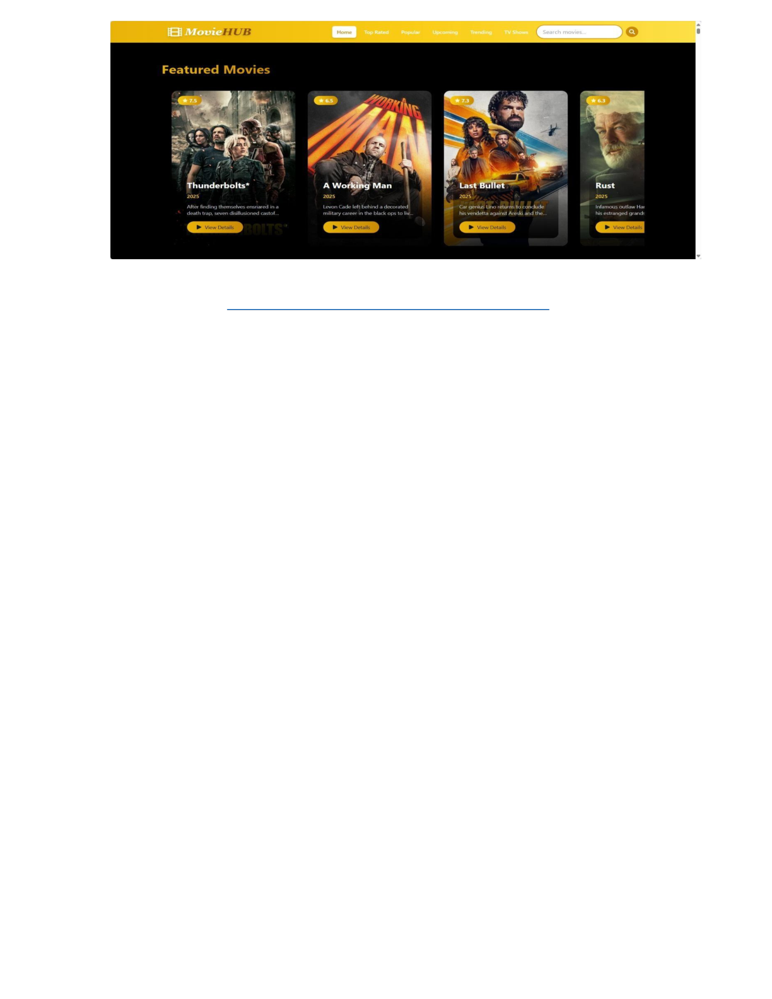 MovieHUB
Home Top Rated Popular Upcoming Trending TV Shows Search movies...
Featured Movies
7.5
6.5
7.3
6.3
A WORKING MAN
Thunderbolts*
2025
After finding themselves ensnared in a
death trap, seven disillusioned castof...
View Details
BOLTS*
A Working Man
2025
Levon Cade left behind a decorated
military career in the black ops to liv...
View Details
Last Bullet
2025
Car genius Lino returns to conclude
his vendetta against Areski and the...
View Details
LAST BULLET
Rust
2025
Infamous outlaw Har
his estranged grands
View Details